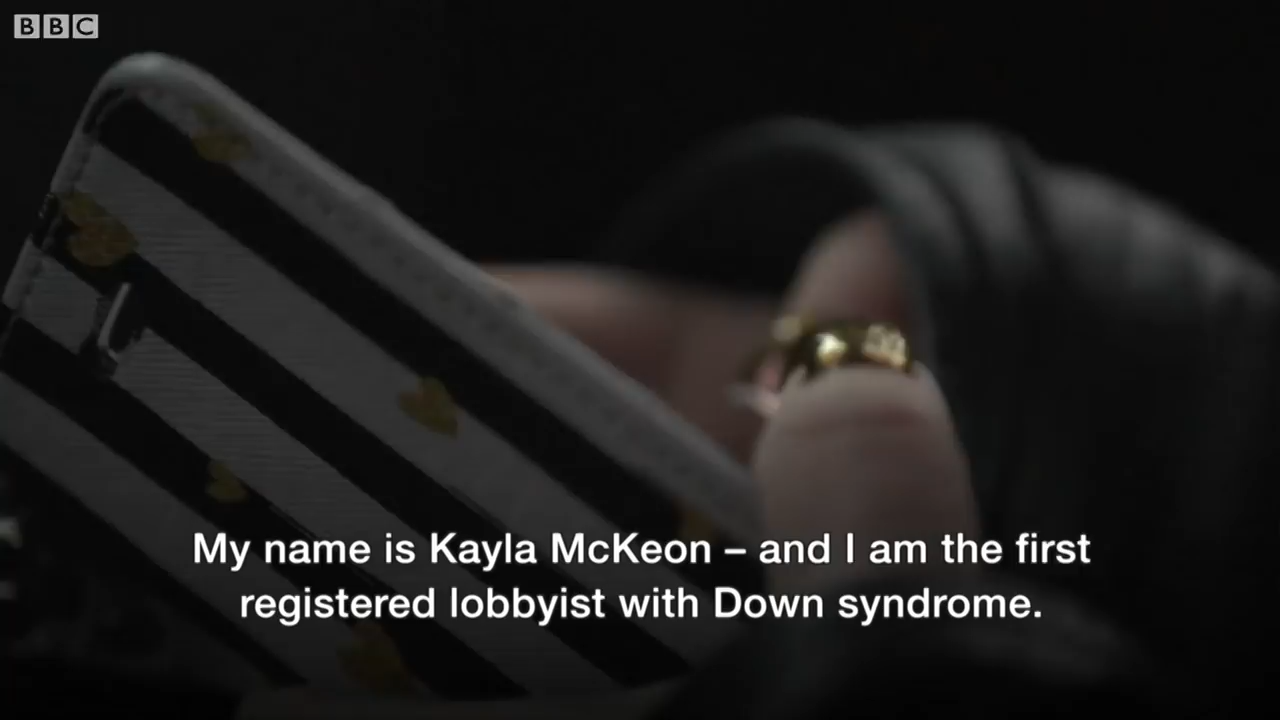 BBC
My name is Kayla McKeon – and I am the first
registered lobbyist with Down syndrome.